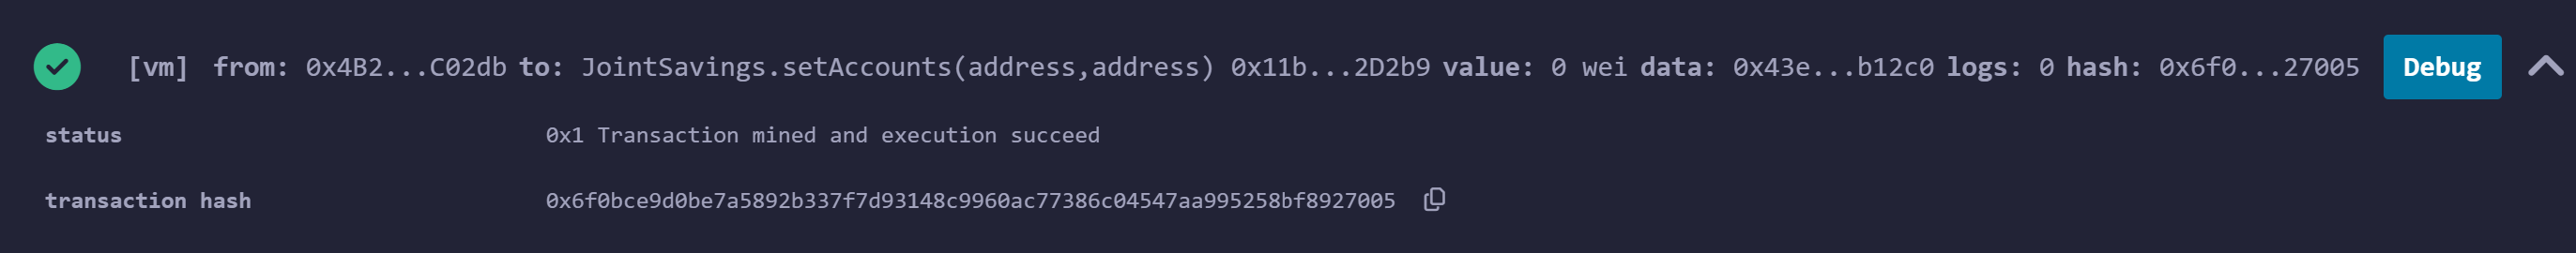 [vm] from: 0x4B2...C02db to: JointSavings.setAccounts(address,address) 0x11b...2D2b9 value: 0 wei data: 0x43e...b12c0 logs: 0 hash: 0x6f0...27005 Debug
status 0x1 Transaction mined and execution succeed
transaction hash 0x6f0bce9d0be7a5892b337f7d93148c9960ac77386c04547aa995258bf8927005